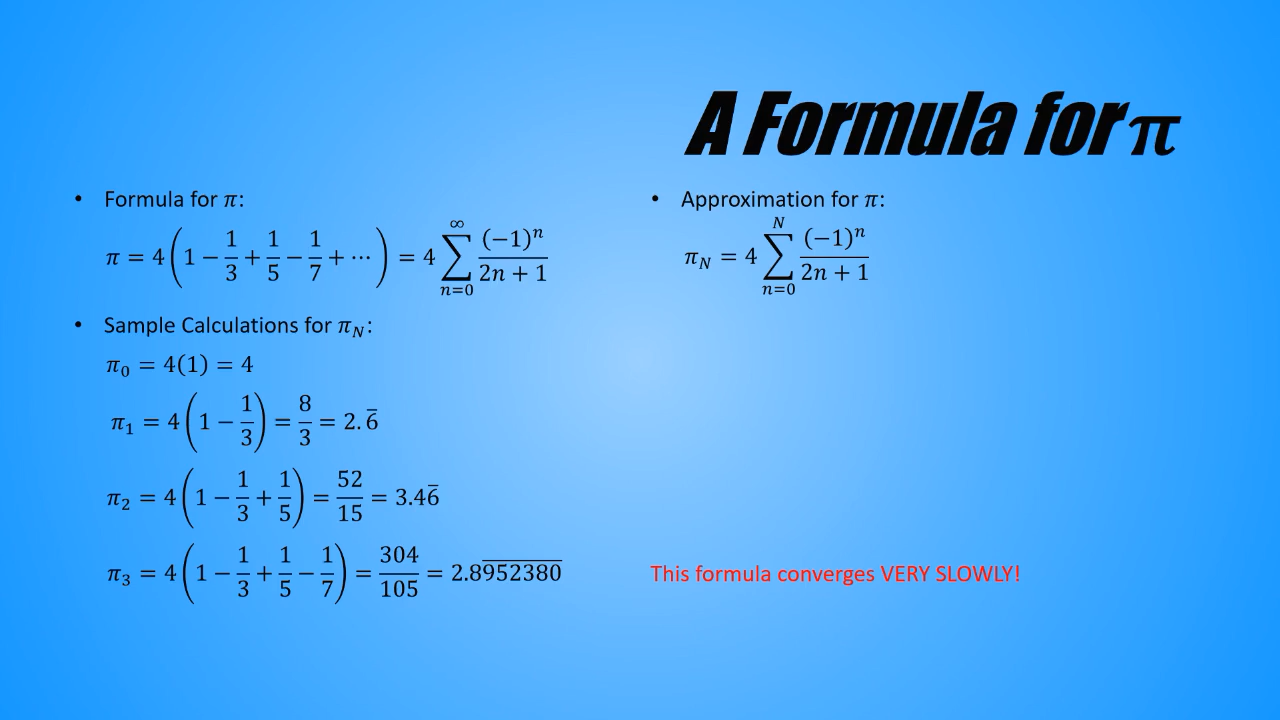 A Formula for π
• Formula for π:
π = 4(1 − 1/3 + 1/5 − 1/7 + ⋯) = 4 ∑_{n=0}^{∞} (−1)^n/(2n + 1)
• Sample Calculations for π_N:
π_0 = 4(1) = 4
π_1 = 4(1 − 1/3) = 8/3 = 2.6̅
π_2 = 4(1 − 1/3 + 1/5) = 52/15 = 3.46̅
π_3 = 4(1 − 1/3 + 1/5 − 1/7) = 304/105 = 2.89̅5̅2̅3̅8̅0̅
• Approximation for π:
π_N = 4 ∑_{n=0}^{N} (−1)^n/(2n + 1)
This formula converges VERY SLOWLY!